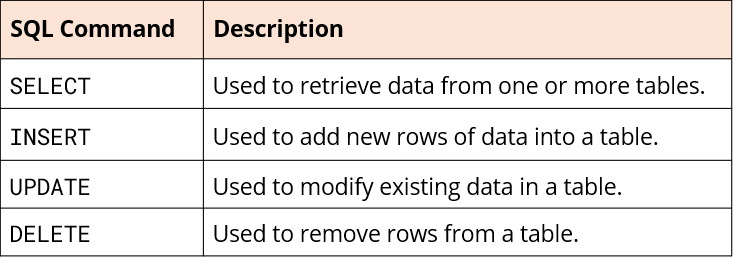 SQL Command Description
SELECT Used to retrieve data from one or more tables.
INSERT Used to add new rows of data into a table.
UPDATE Used to modify existing data in a table.
DELETE Used to remove rows from a table.